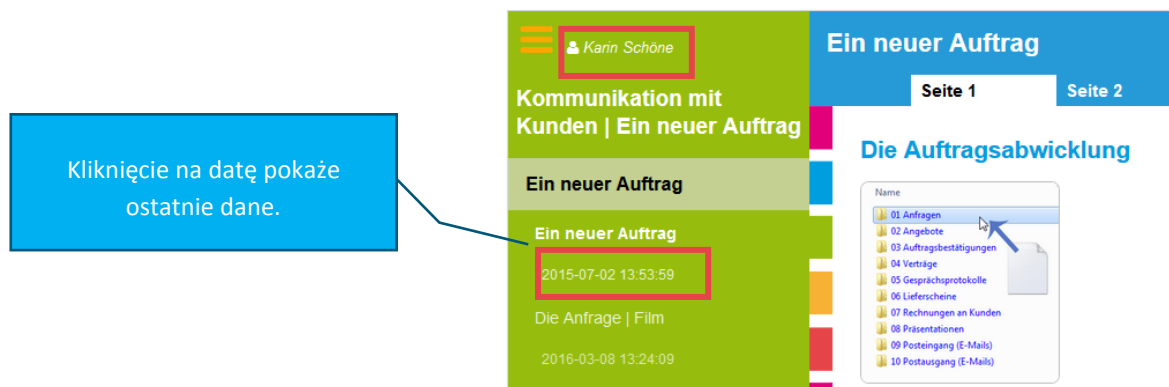 Kliknięcie na datę pokaże
ostatnie dane.
Karin Schöne
Kommunikation mit
Kunden | Ein neuer Auftrag
Ein neuer Auftrag
Ein neuer Auftrag
2015-07-02 13:53:59
Die Anfrage | Film
2016-03-08 13:24:09
Ein neuer Auftrag
Seite 1 Seite 2
Die Auftragsabwicklung
Name
01 Anfragen
02 Angebote
03 Auftragsbestätigungen
04 Verträge
05 Gesprächsprotokolle
06 Lieferscheine
07 Rechnungen an Kunden
08 Präsentationen
09 Posteingang (E-Mails)
10 Postausgang (E-Mails)